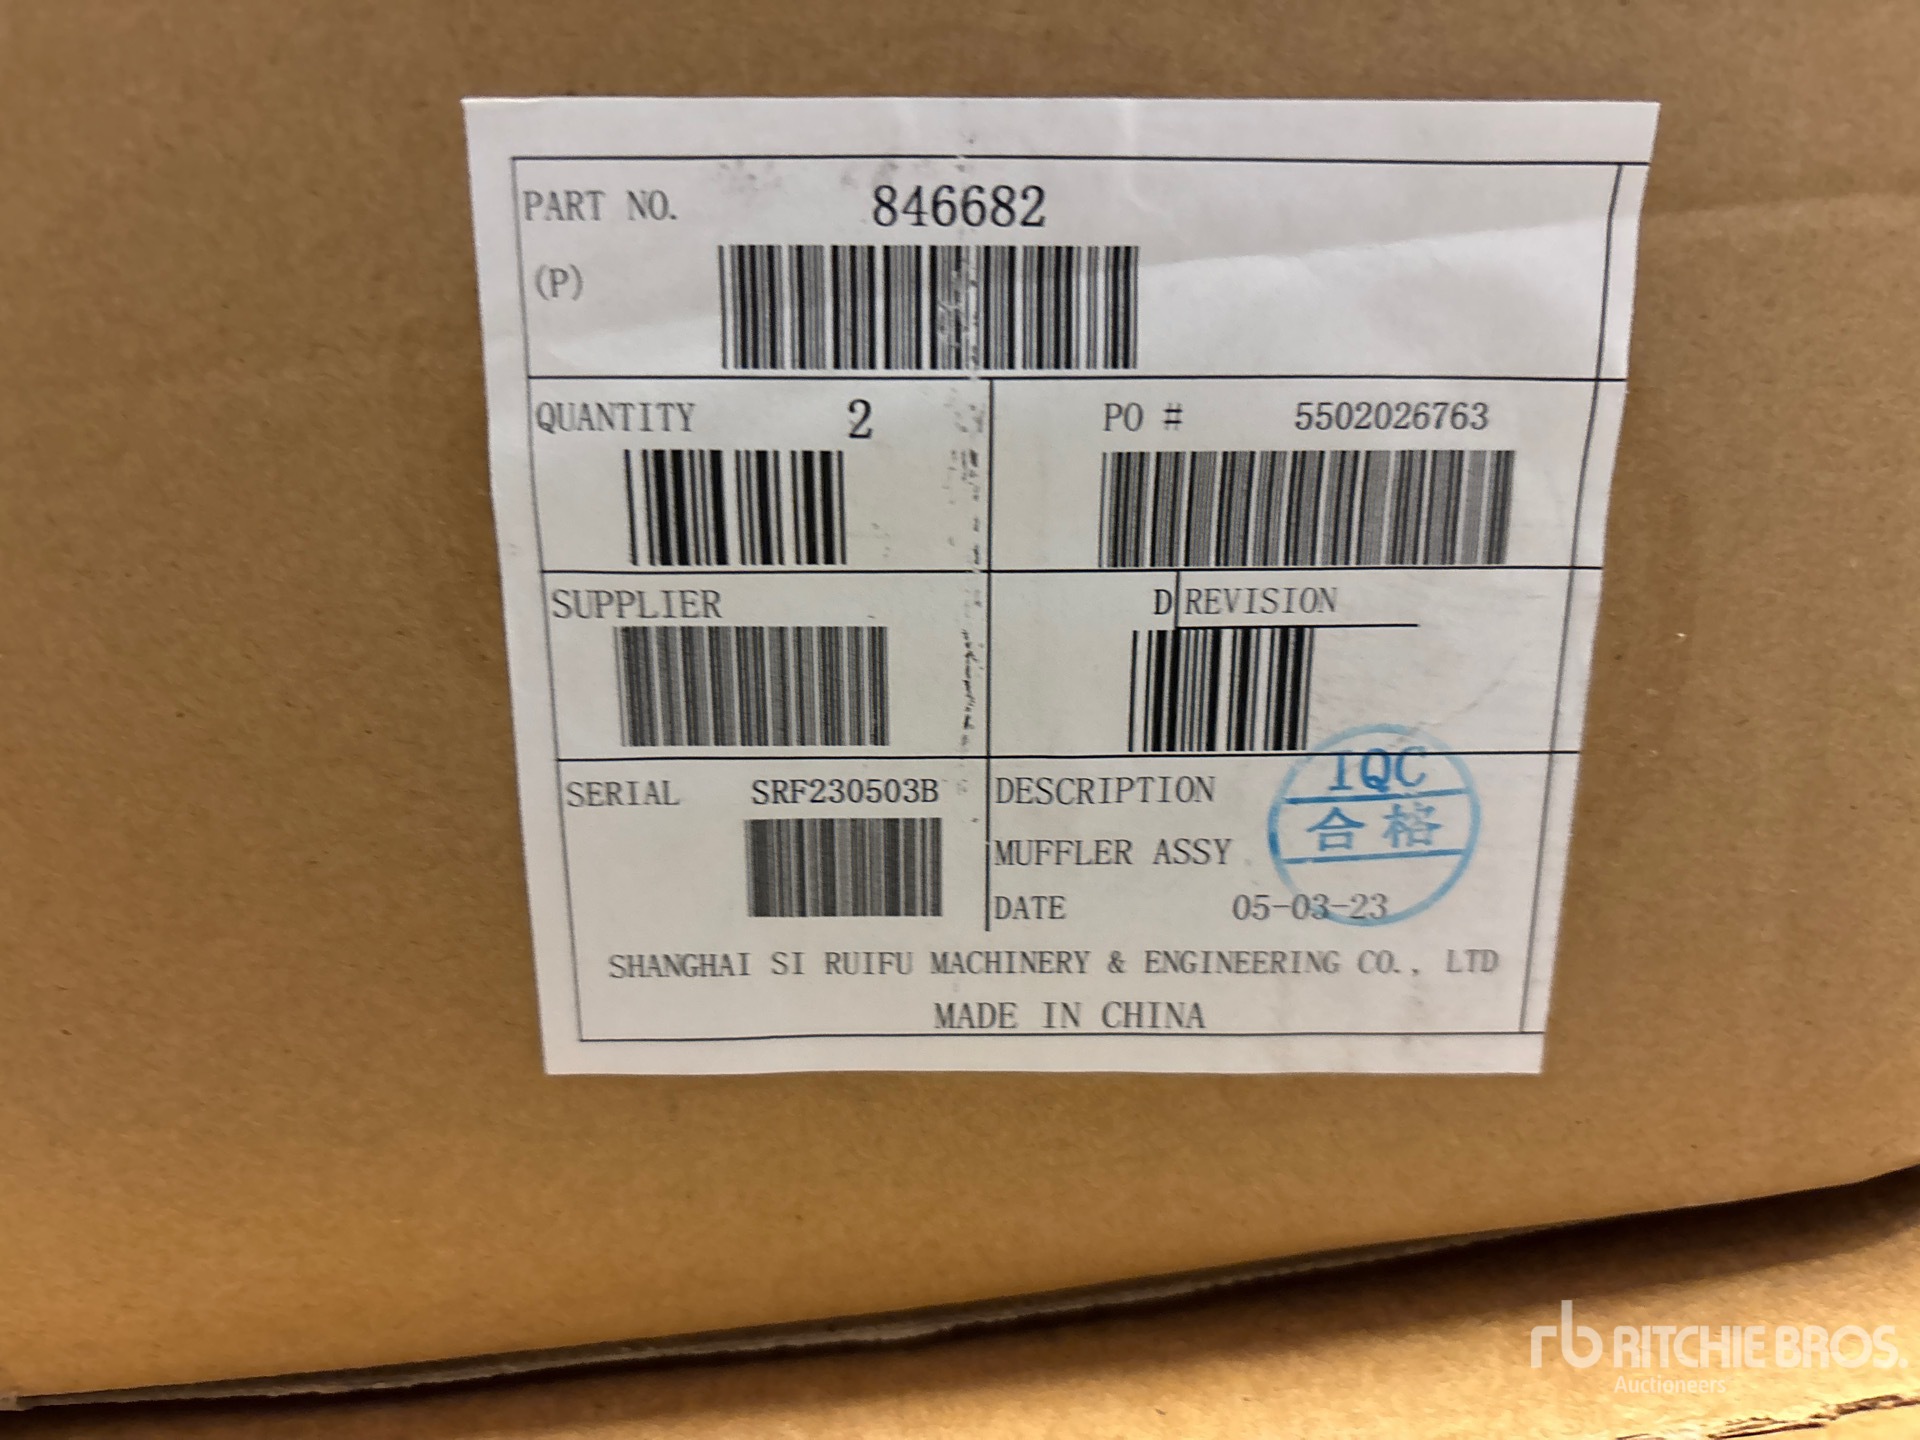 PART NO. 846682
(P)
QUANTITY 2
PO # 5502026763
SUPPLIER
D REVISION
SERIAL SRF230503B
DESCRIPTION
IQC
合格
MUFFLER ASSY
DATE 05-03-23
SHANGHAI SI RUIFU MACHINERY & ENGINEERING CO., LTD
MADE IN CHINA
rb RITCHIE BROS.
Auctioneers